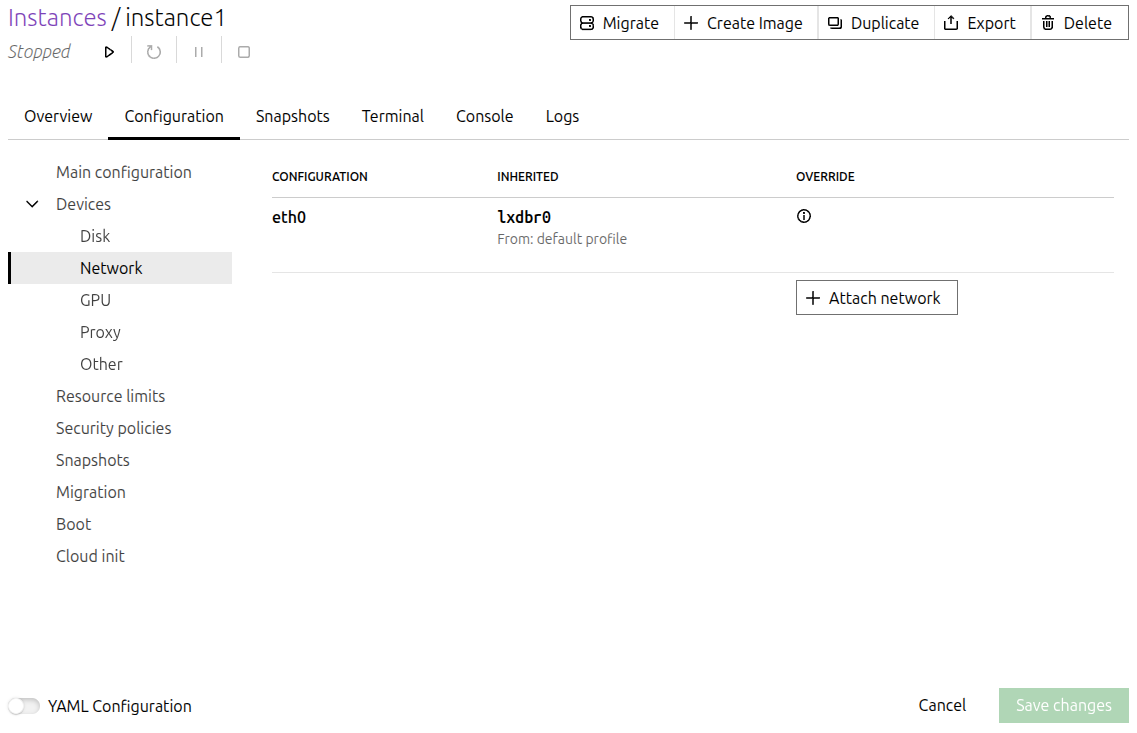 Instances / instance1
Migrate
Create Image
Duplicate
Export
Delete
Stopped
Overview
Configuration
Snapshots
Terminal
Console
Logs
Main configuration
Devices
Disk
Network
GPU
Proxy
Other
Resource limits
Security policies
Snapshots
Migration
Boot
Cloud init
CONFIGURATION
INHERITED
OVERRIDE
eth0
lxdbr0
From: default profile
Attach network
YAML Configuration
Cancel
Save changes